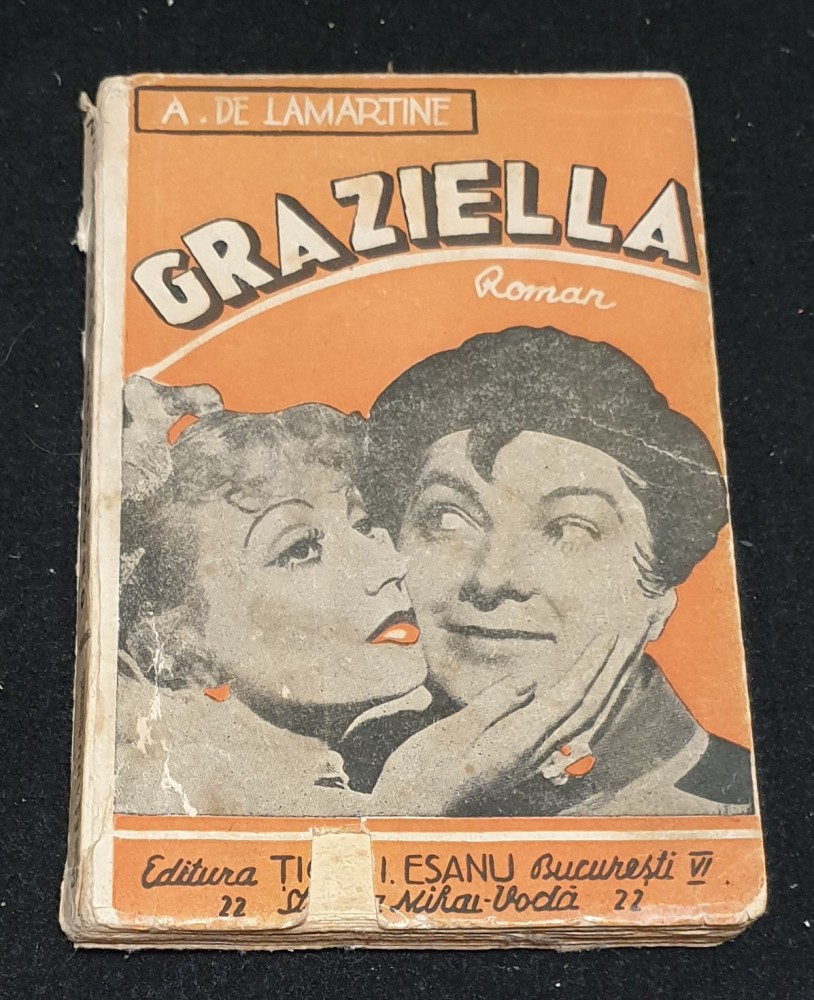 A. DE LAMARTINE
GRAZIELLA
Roman
Editura I. ESANU București VI
22 Mihai-Vodă 22